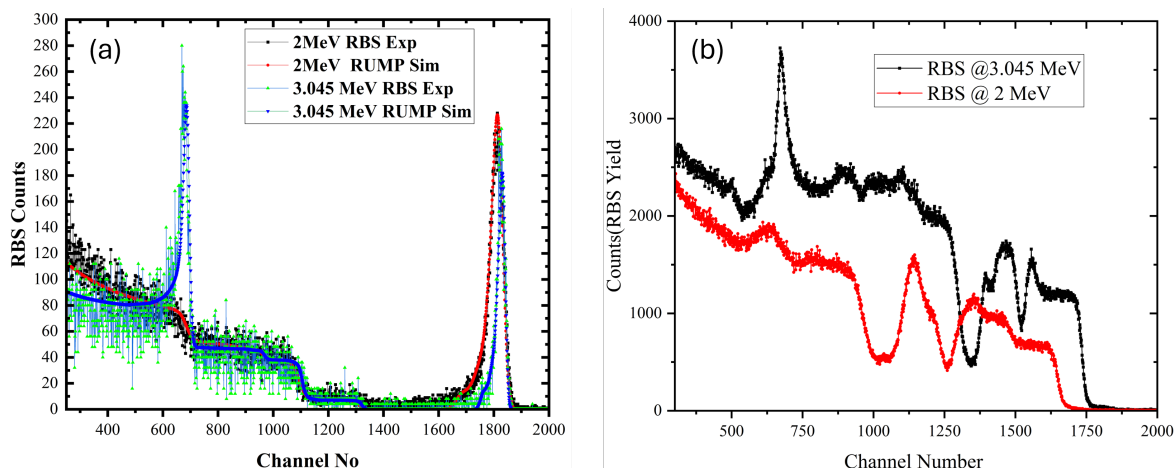 (a)
2MeV RBS Exp
2MeV RUMP Sim
3.045 MeV RBS Exp
3.045 MeV RUMP Sim
RBS Counts
300
280
260
240
220
200
180
160
140
120
100
80
60
40
20
0
400 600 800 1000 1200 1400 1600 1800 2000
Channel No
(b)
RBS @3.045 MeV
RBS @ 2 MeV
Counts(RBS Yield
4000
3000
2000
1000
0
500 750 1000 1250 1500 1750 2000
Channel Number